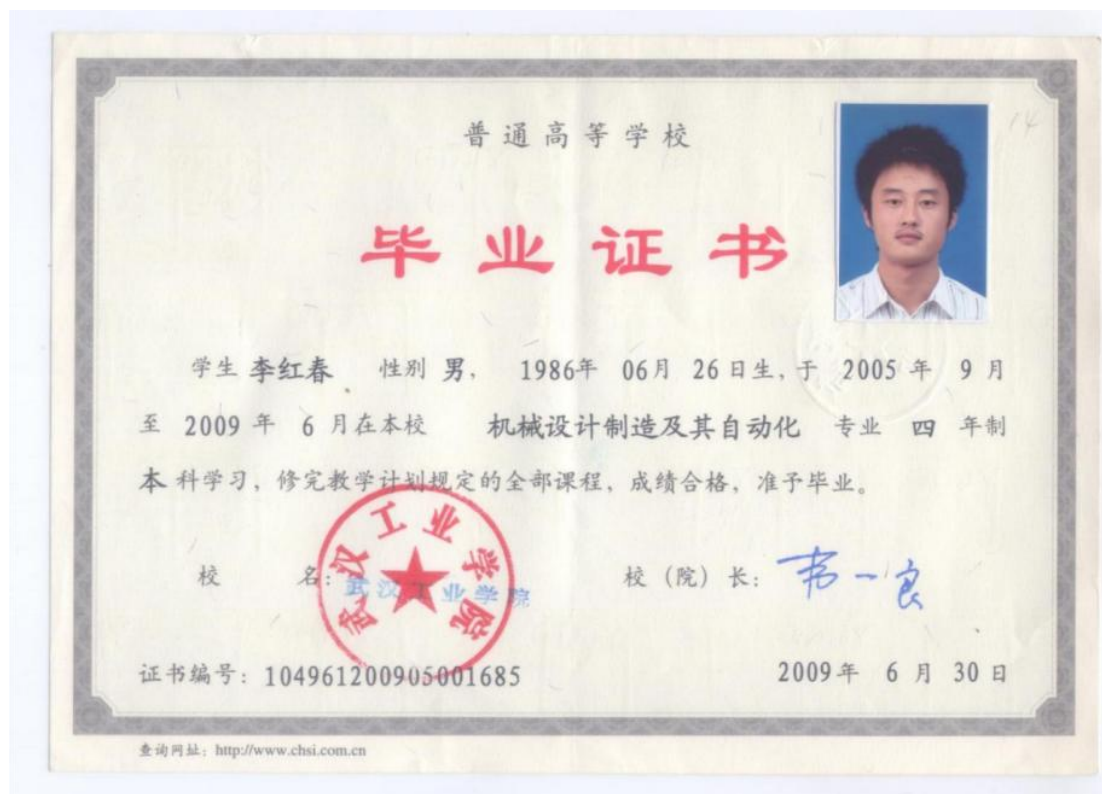 普通高等学校
14
毕业证书
学生 李红春 性别 男, 1986年 06月 26日生, 于 2005 年 9 月
至 2009 年 6 月在本校 机械设计制造及其自动化 专业 四 年制
本科学习, 修完教学计划规定的全部课程, 成绩合格, 准予毕业。
武汉工业学院
校 名: 武汉工业学院 校（院）长: 韦一良
证书编号: 104961200905001685 2009年 6 月 30 日
查询网址: http://www.chsi.com.cn